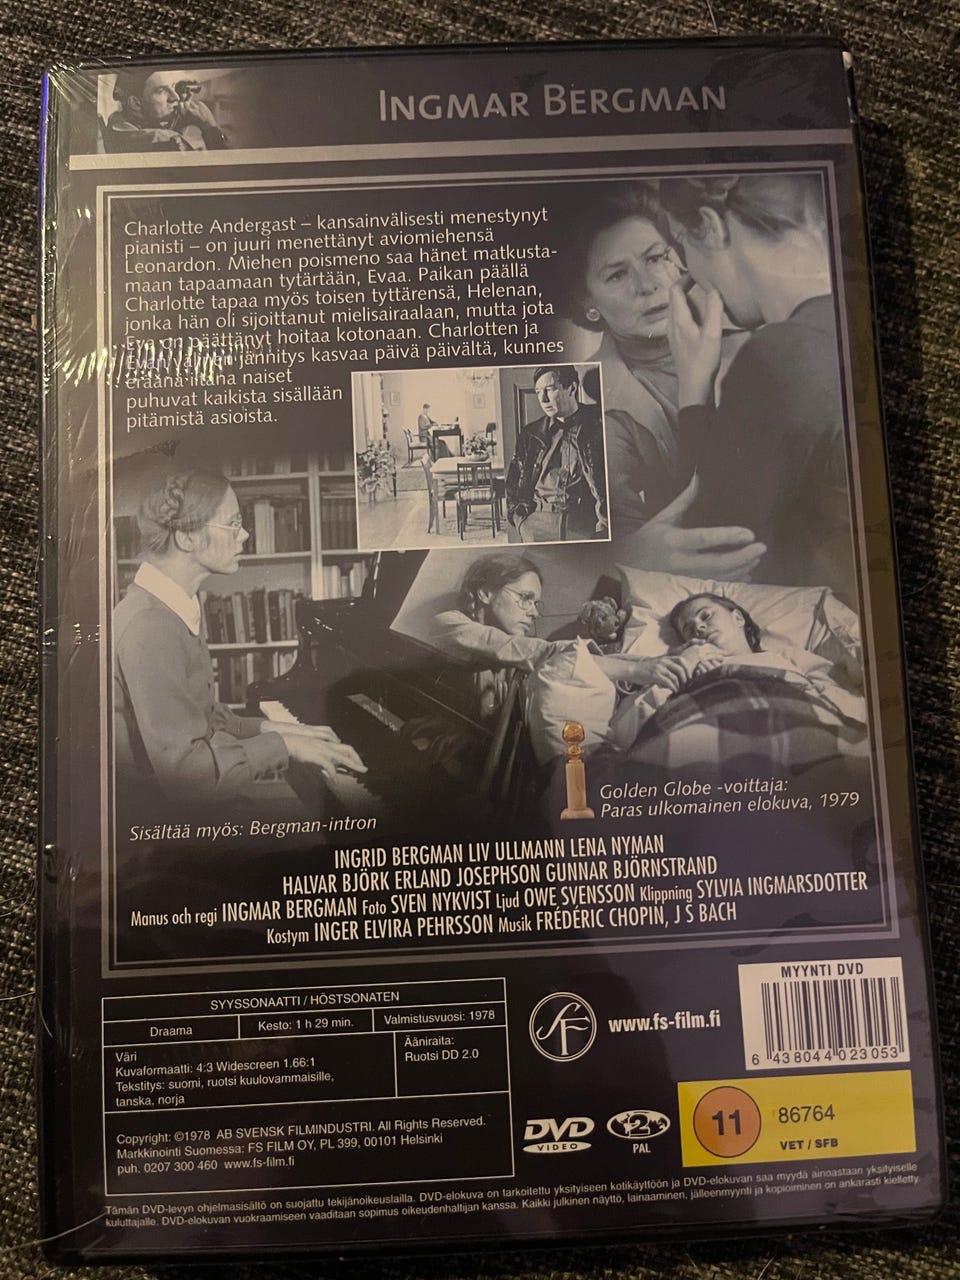 INGMAR BERGMAN
Charlotte Andergast – kansainvälisesti menestynyt
pianisti – on juuri menettänyt aviomiehensä
Leonardon. Miehen poismeno saa hänet matkusta-
maan tapaamaan tytärtään, Evaa. Paikan päällä
Charlotte tapaa myös toisen tyttärensä, Helenan,
jonka hän oli sijoittanut mielisairaalaan, mutta jota
Eva on päättänyt hoitaa kotonaan. Charlotten ja
Evan välinen jännitys kasvaa päivä päivältä, kunnes
eräänä iltana naiset
puhuvat kaikista sisällään
pitämistä asioista.
Golden Globe -voittaja:
Paras ulkomainen elokuva, 1979
Sisältää myös: Bergman-intron
INGRID BERGMAN LIV ULLMANN LENA NYMAN
HALVAR BJÖRK ERLAND JOSEPHSON GUNNAR BJÖRNSTRAND
Manus och regi INGMAR BERGMAN Foto SVEN NYKVIST Ljud OWE SVENSSON Klippning SYLVIA INGMARSDOTTER
Kostym INGER ELVIRA PEHRSSON Musik FRÉDÉRIC CHOPIN, J S BACH
SYYSSONAATTI / HÖSTSONATEN
Draama Kesto: 1 h 29 min. Valmistusvuosi: 1978
Väri
Kuvaformaatti: 4:3 Widescreen 1.66:1
Tekstitys: suomi, ruotsi kuulovammaisille,
tanska, norja
Ääniraita:
Ruotsi DD 2.0
Copyright: ©1978 AB SVENSK FILMINDUSTRI. All Rights Reserved.
Markkinointi Suomessa: FS FILM OY, PL 399, 00101 Helsinki
puh. 0207 300 460 www.fs-film.fi
SF
www.fs-film.fi
MYYNTI DVD
6 438044 023053
DVD
VIDEO
2
PAL
11
86764
VET / SFB
Tämän DVD-levyn ohjelmasisältö on suojattu tekijänoikeuslailla. DVD-elokuva on tarkoitettu yksityiseen kotikäyttöön ja DVD-elokuvan saa myydä ainoastaan yksityiselle
kuluttajalle. DVD-elokuvan vuokraamiseen vaaditaan sopimus oikeudenhaltijan kanssa. Kaikki julkinen näyttö, lainaaminen, jälleenmyynti ja kopioiminen on ankarasti kielletty.